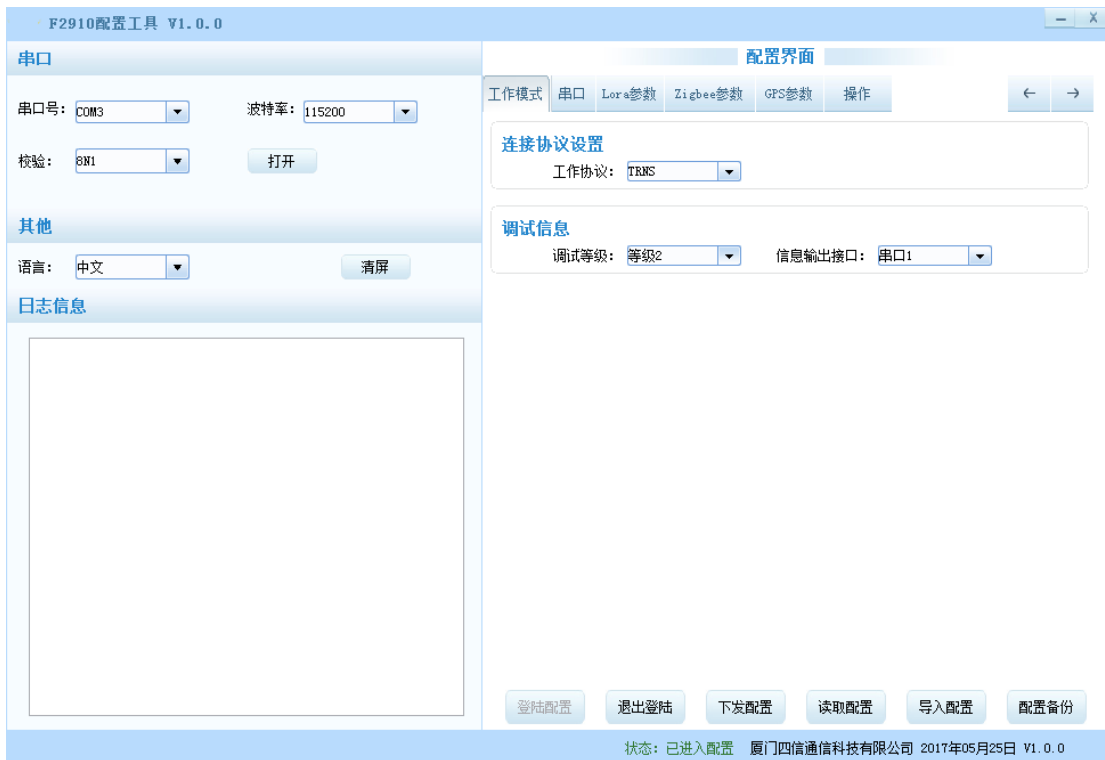 F2910配置工具 V1.0.0
串口
串口号： COM3 波特率： 115200
校验： 8N1 打开
其他
语言： 中文 清屏
日志信息
配置界面
工作模式 串口 Lora参数 Zigbee参数 GPS参数 操作 ← →
连接协议设置
工作协议： TRNS
调试信息
调试等级： 等级2 信息输出接口： 串口1
登陆配置 退出登陆 下发配置 读取配置 导入配置 配置备份
状态：已进入配置 厦门四信通信科技有限公司 2017年05月25日 V1.0.0